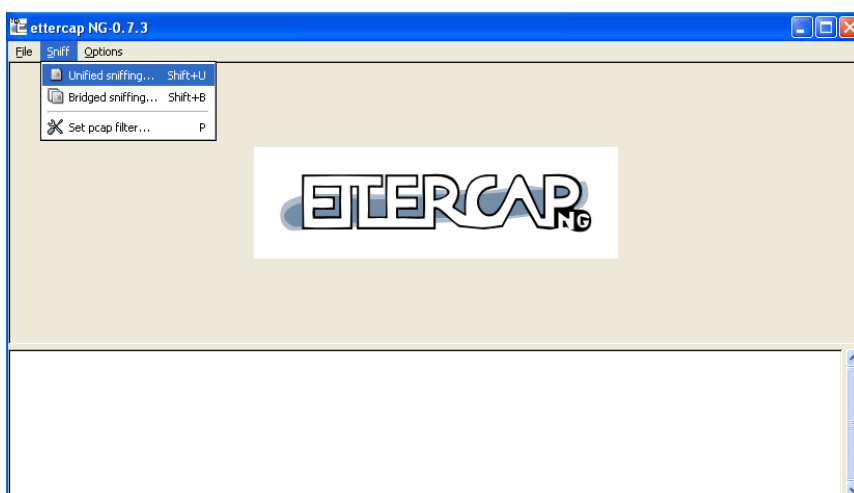 ettercap NG-0.7.3
File Sniff Options
Unified sniffing... Shift+U
Bridged sniffing... Shift+B
Set pcap filter... P
ETTERCAP
NG